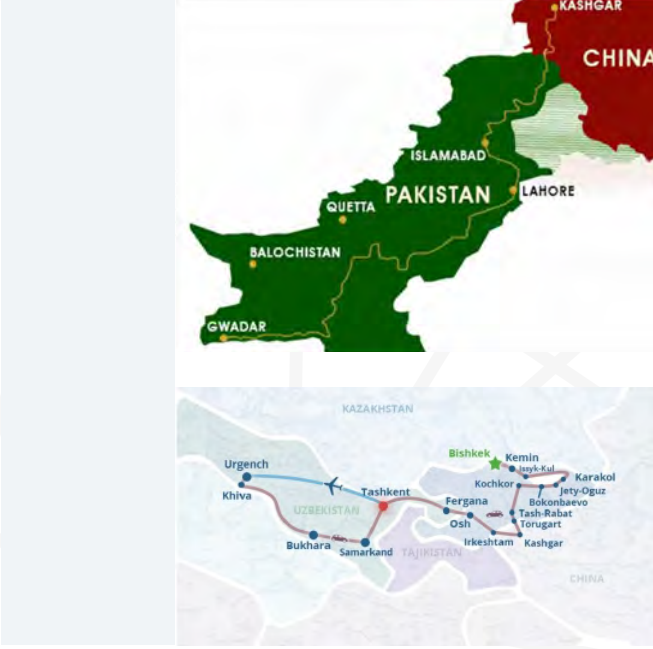 KASHGAR
CHINA
ISLAMABAD
PAKISTAN
LAHORE
QUETTA
BALOCHISTAN
GWADAR
KAZAKHSTAN
Bishkek
Kemin
Issyk-Kul
Urgench
Karakol
Kochkor
Jety-Oguz
Khiva
Tashkent
Bokonbaevo
Fergana
UZBEKISTAN
Tash-Rabat
Osh
Torugart
Bukhara
Samarkand
TAJIKISTAN
Irkeshtam
Kashgar
CHINA